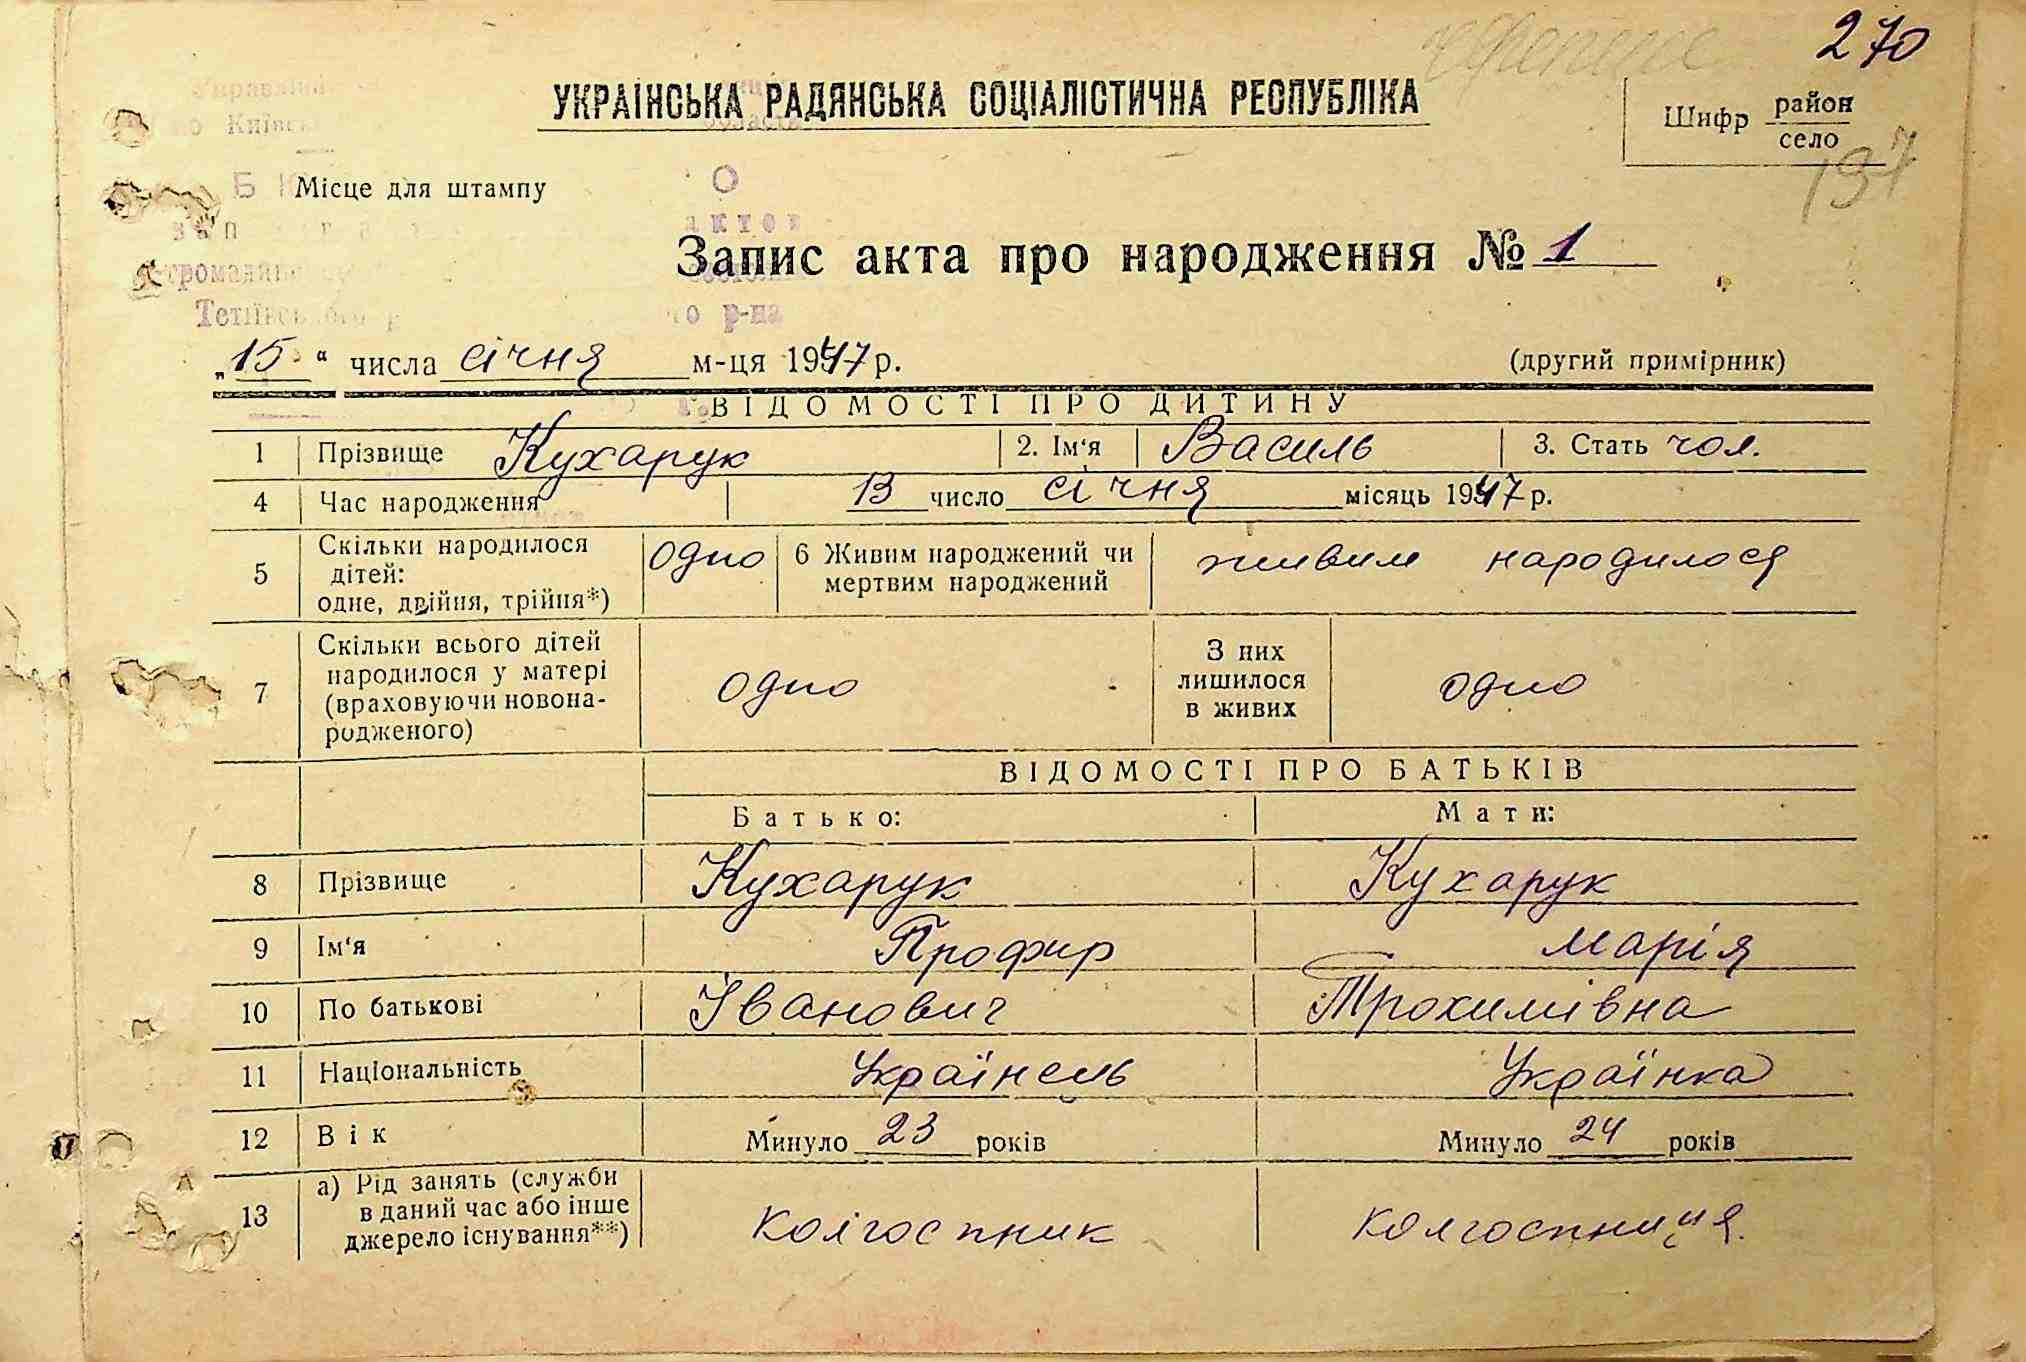 270
УКРАЇНСЬКА РАДЯНСЬКА СОЦІАЛІСТИЧНА РЕСПУБЛІКА
Шифр район
село
197
Місце для штампу
Запис акта про народження № 1
Тетіївського р-на
„15“ числа січня м-ця 1947 р.
(другий примірник)
ВІДОМОСТІ ПРО ДИТИНУ
1 Прізвище Кухарук 2. Ім‘я Василь 3. Стать чол.
4 Час народження 13 число січня місяць 1947 р.
5 Скільки народилося дітей: одне, двійня, трійня*) одно 6 Живим народжений чи мертвим народжений живим народилося
7 Скільки всього дітей народилося у матері (враховуючи новонародженого) одно З них лишилося в живих одно
ВІДОМОСТІ ПРО БАТЬКІВ
Батько: Мати:
8 Прізвище Кухарук Кухарук
9 Ім‘я Профир Марія
10 По батькові Іванович Трохимівна
11 Національність Українець Українка
12 Вік Минуло 23 років Минуло 24 років
13 а) Рід занять (служби в даний час або інше джерело існування**) колгоспник колгоспниця.